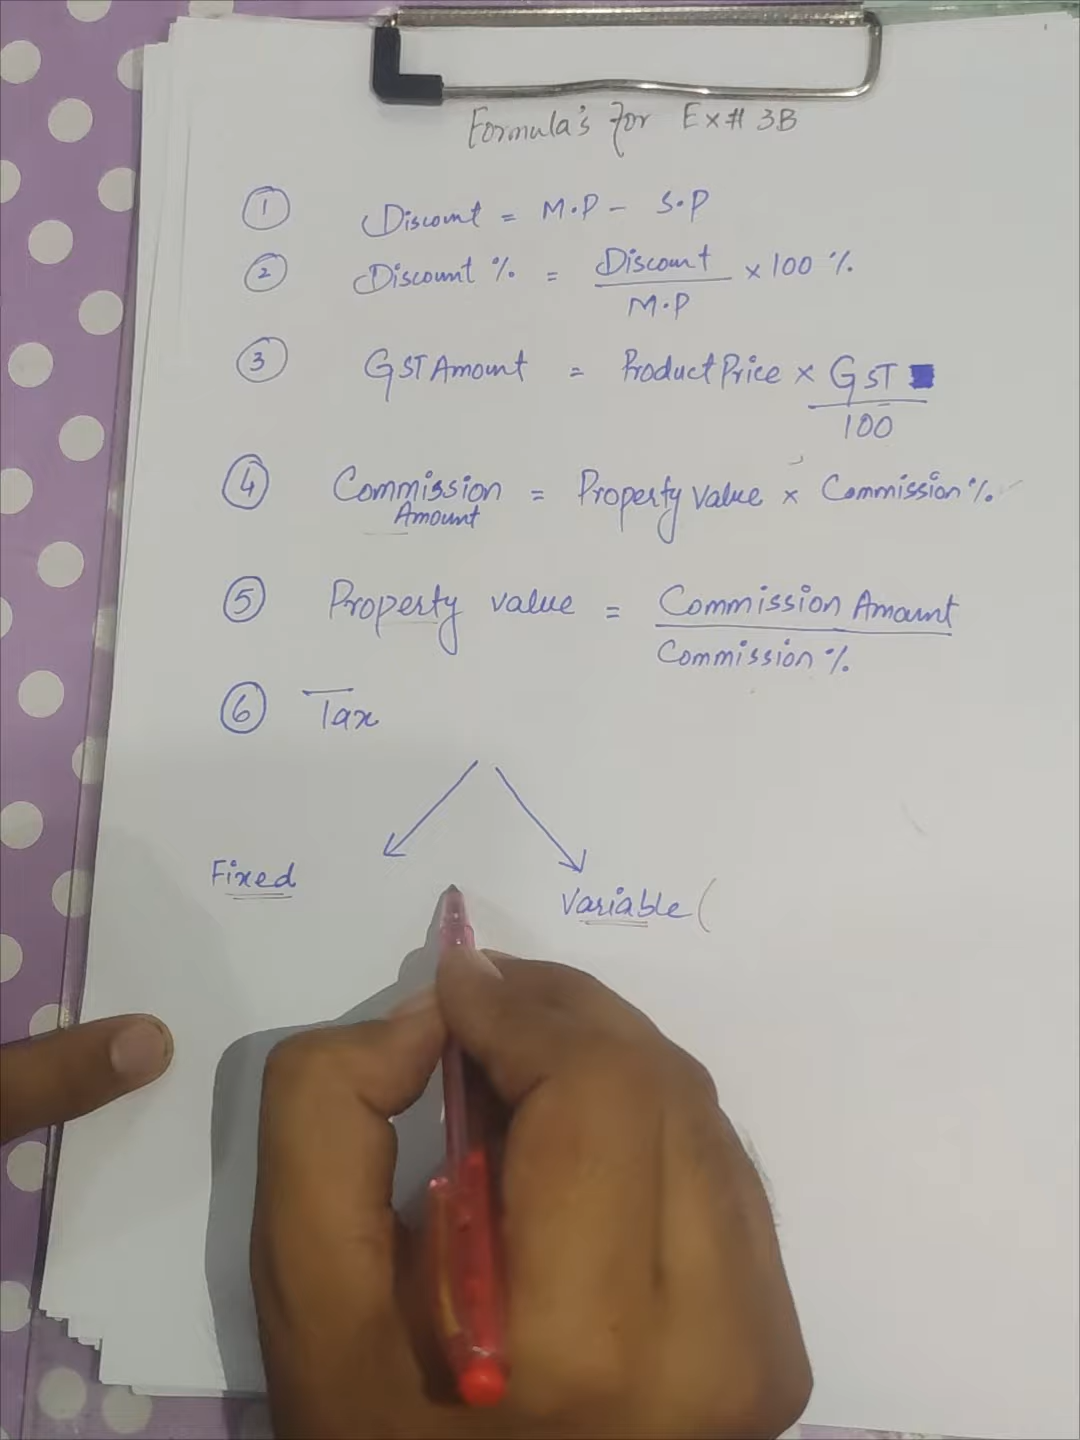 Formula's for Ex# 3B
① Discount = M.P - S.P
② Discount % = Discount / M.P × 100 %
③ GST Amount = Product Price × GST / 100
④ Commission Amount = Property value × Commission %
⑤ Property value = Commission Amount / Commission %
⑥ Tax
Fixed
Variable (